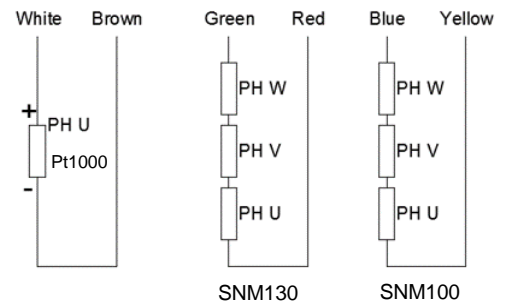 White Brown Green Red Blue Yellow
+ PH U
Pt1000
-
PH W PH W
PH V PH V
PH U PH U
SNM130 SNM100